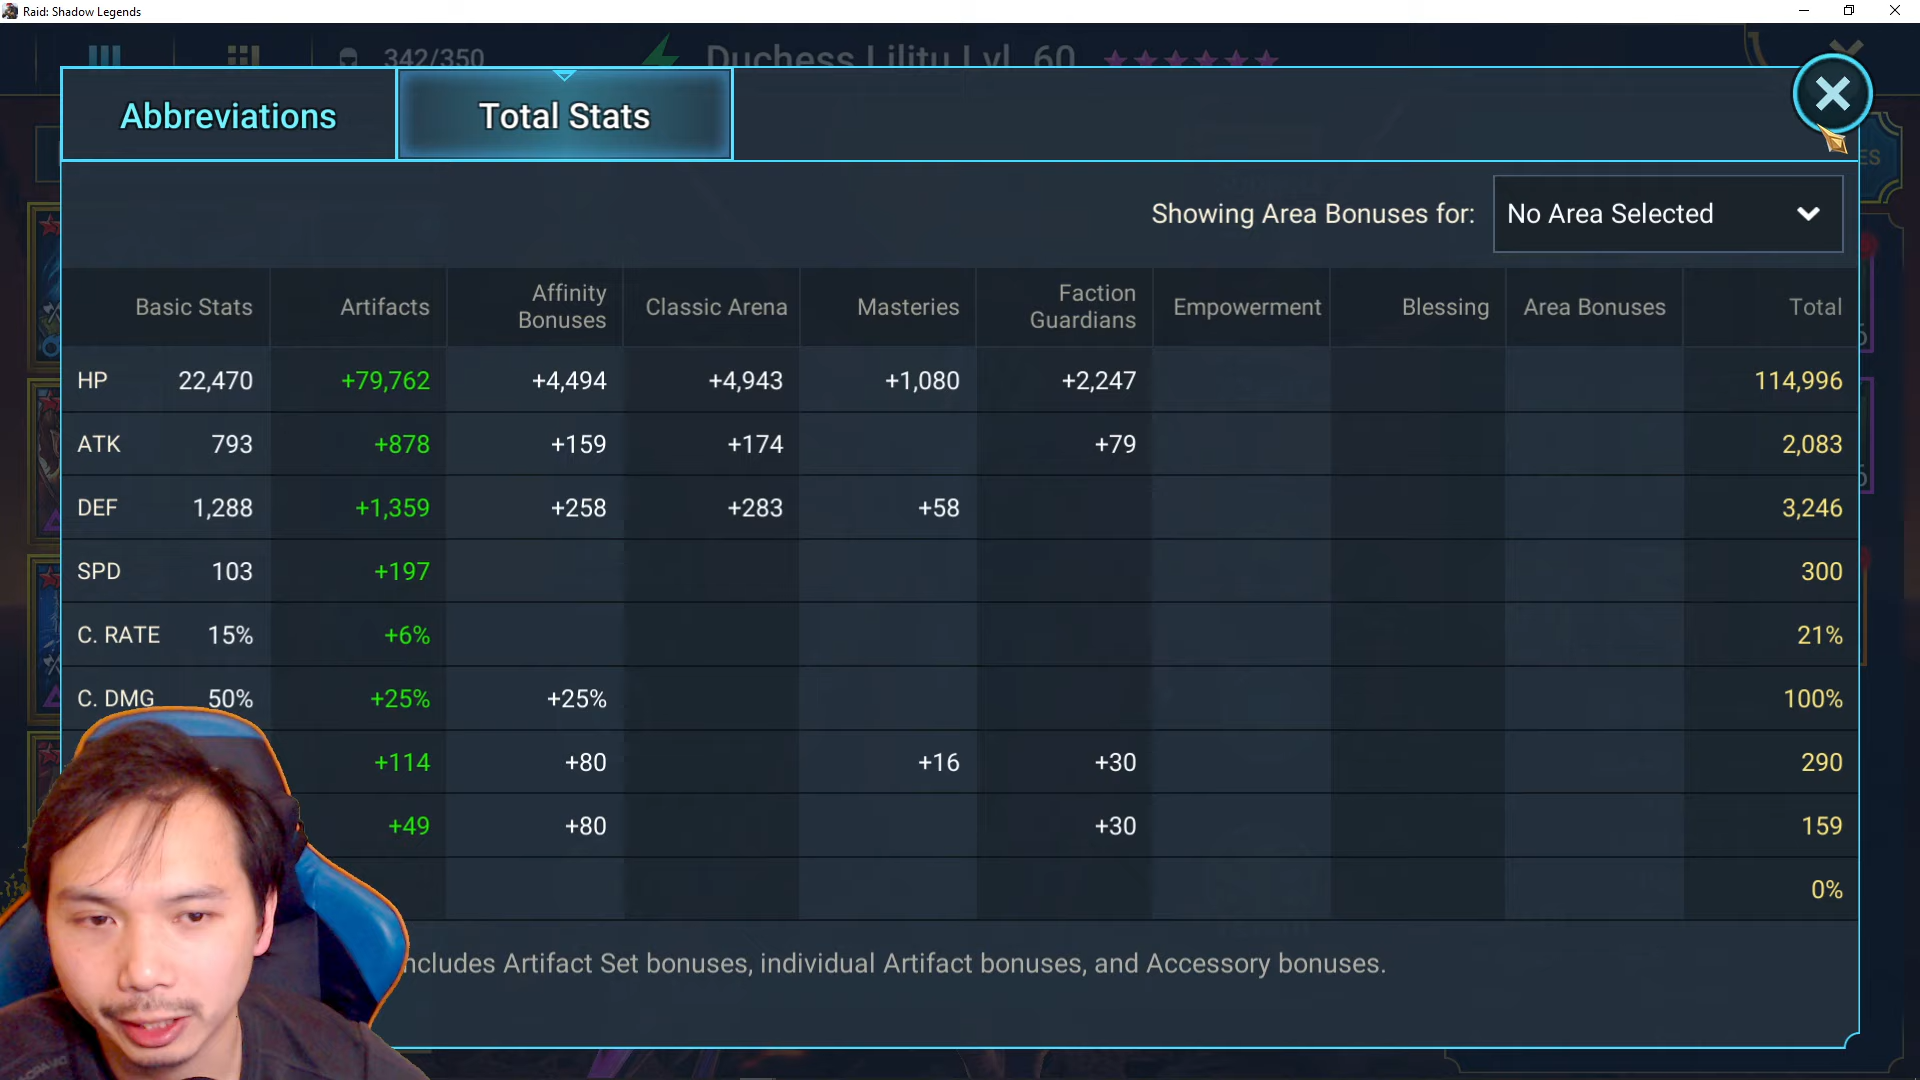 Raid: Shadow Legends
342/350 Duchess Lilitu Lvl 60
Abbreviations Total Stats
Showing Area Bonuses for: No Area Selected
Basic Stats Artifacts Affinity Bonuses Classic Arena Masteries Faction Guardians Empowerment Blessing Area Bonuses Total
HP 22,470 +79,762 +4,494 +4,943 +1,080 +2,247 114,996
ATK 793 +878 +159 +174 +79 2,083
DEF 1,288 +1,359 +258 +283 +58 3,246
SPD 103 +197 300
C. RATE 15% +6% 21%
C. DMG 50% +25% +25% 100%
+114 +80 +16 +30 290
+49 +80 +30 159
0%
Artifact Set bonuses, individual Artifact bonuses, and Accessory bonuses.